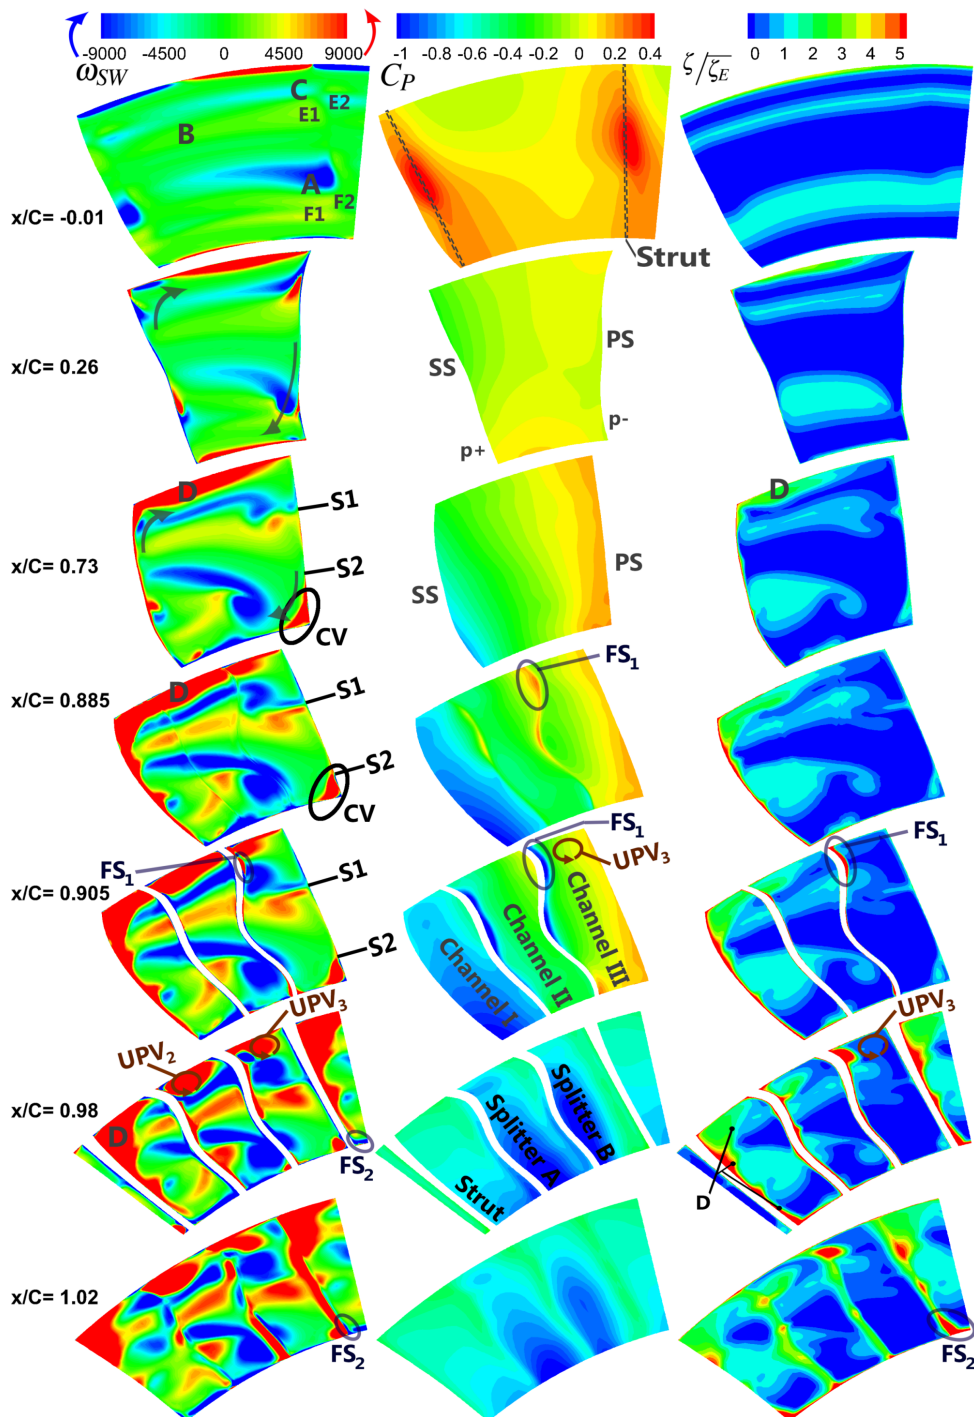 -9000 -4500 0 4500 9000
-1 -0.8 -0.6 -0.4 -0.2 0 0.2 0.4
0 1 2 3 4 5
ωSW
CP
ζ/ζE
C
E1 E2
B
A
F1 F2
Strut
x/C= -0.01
x/C= 0.26
SS
PS
p+
p-
D
S1
S2
CV
x/C= 0.73
SS
PS
D
FS1
x/C= 0.885
D
S1
S2
CV
FS1
x/C= 0.905
S1
S2
FS1
UPV3
Channel I
Channel II
Channel III
FS1
UPV3
UPV2
x/C= 0.98
D
FS2
Strut
Splitter A
Splitter B
UPV3
D
x/C= 1.02
FS2
FS2